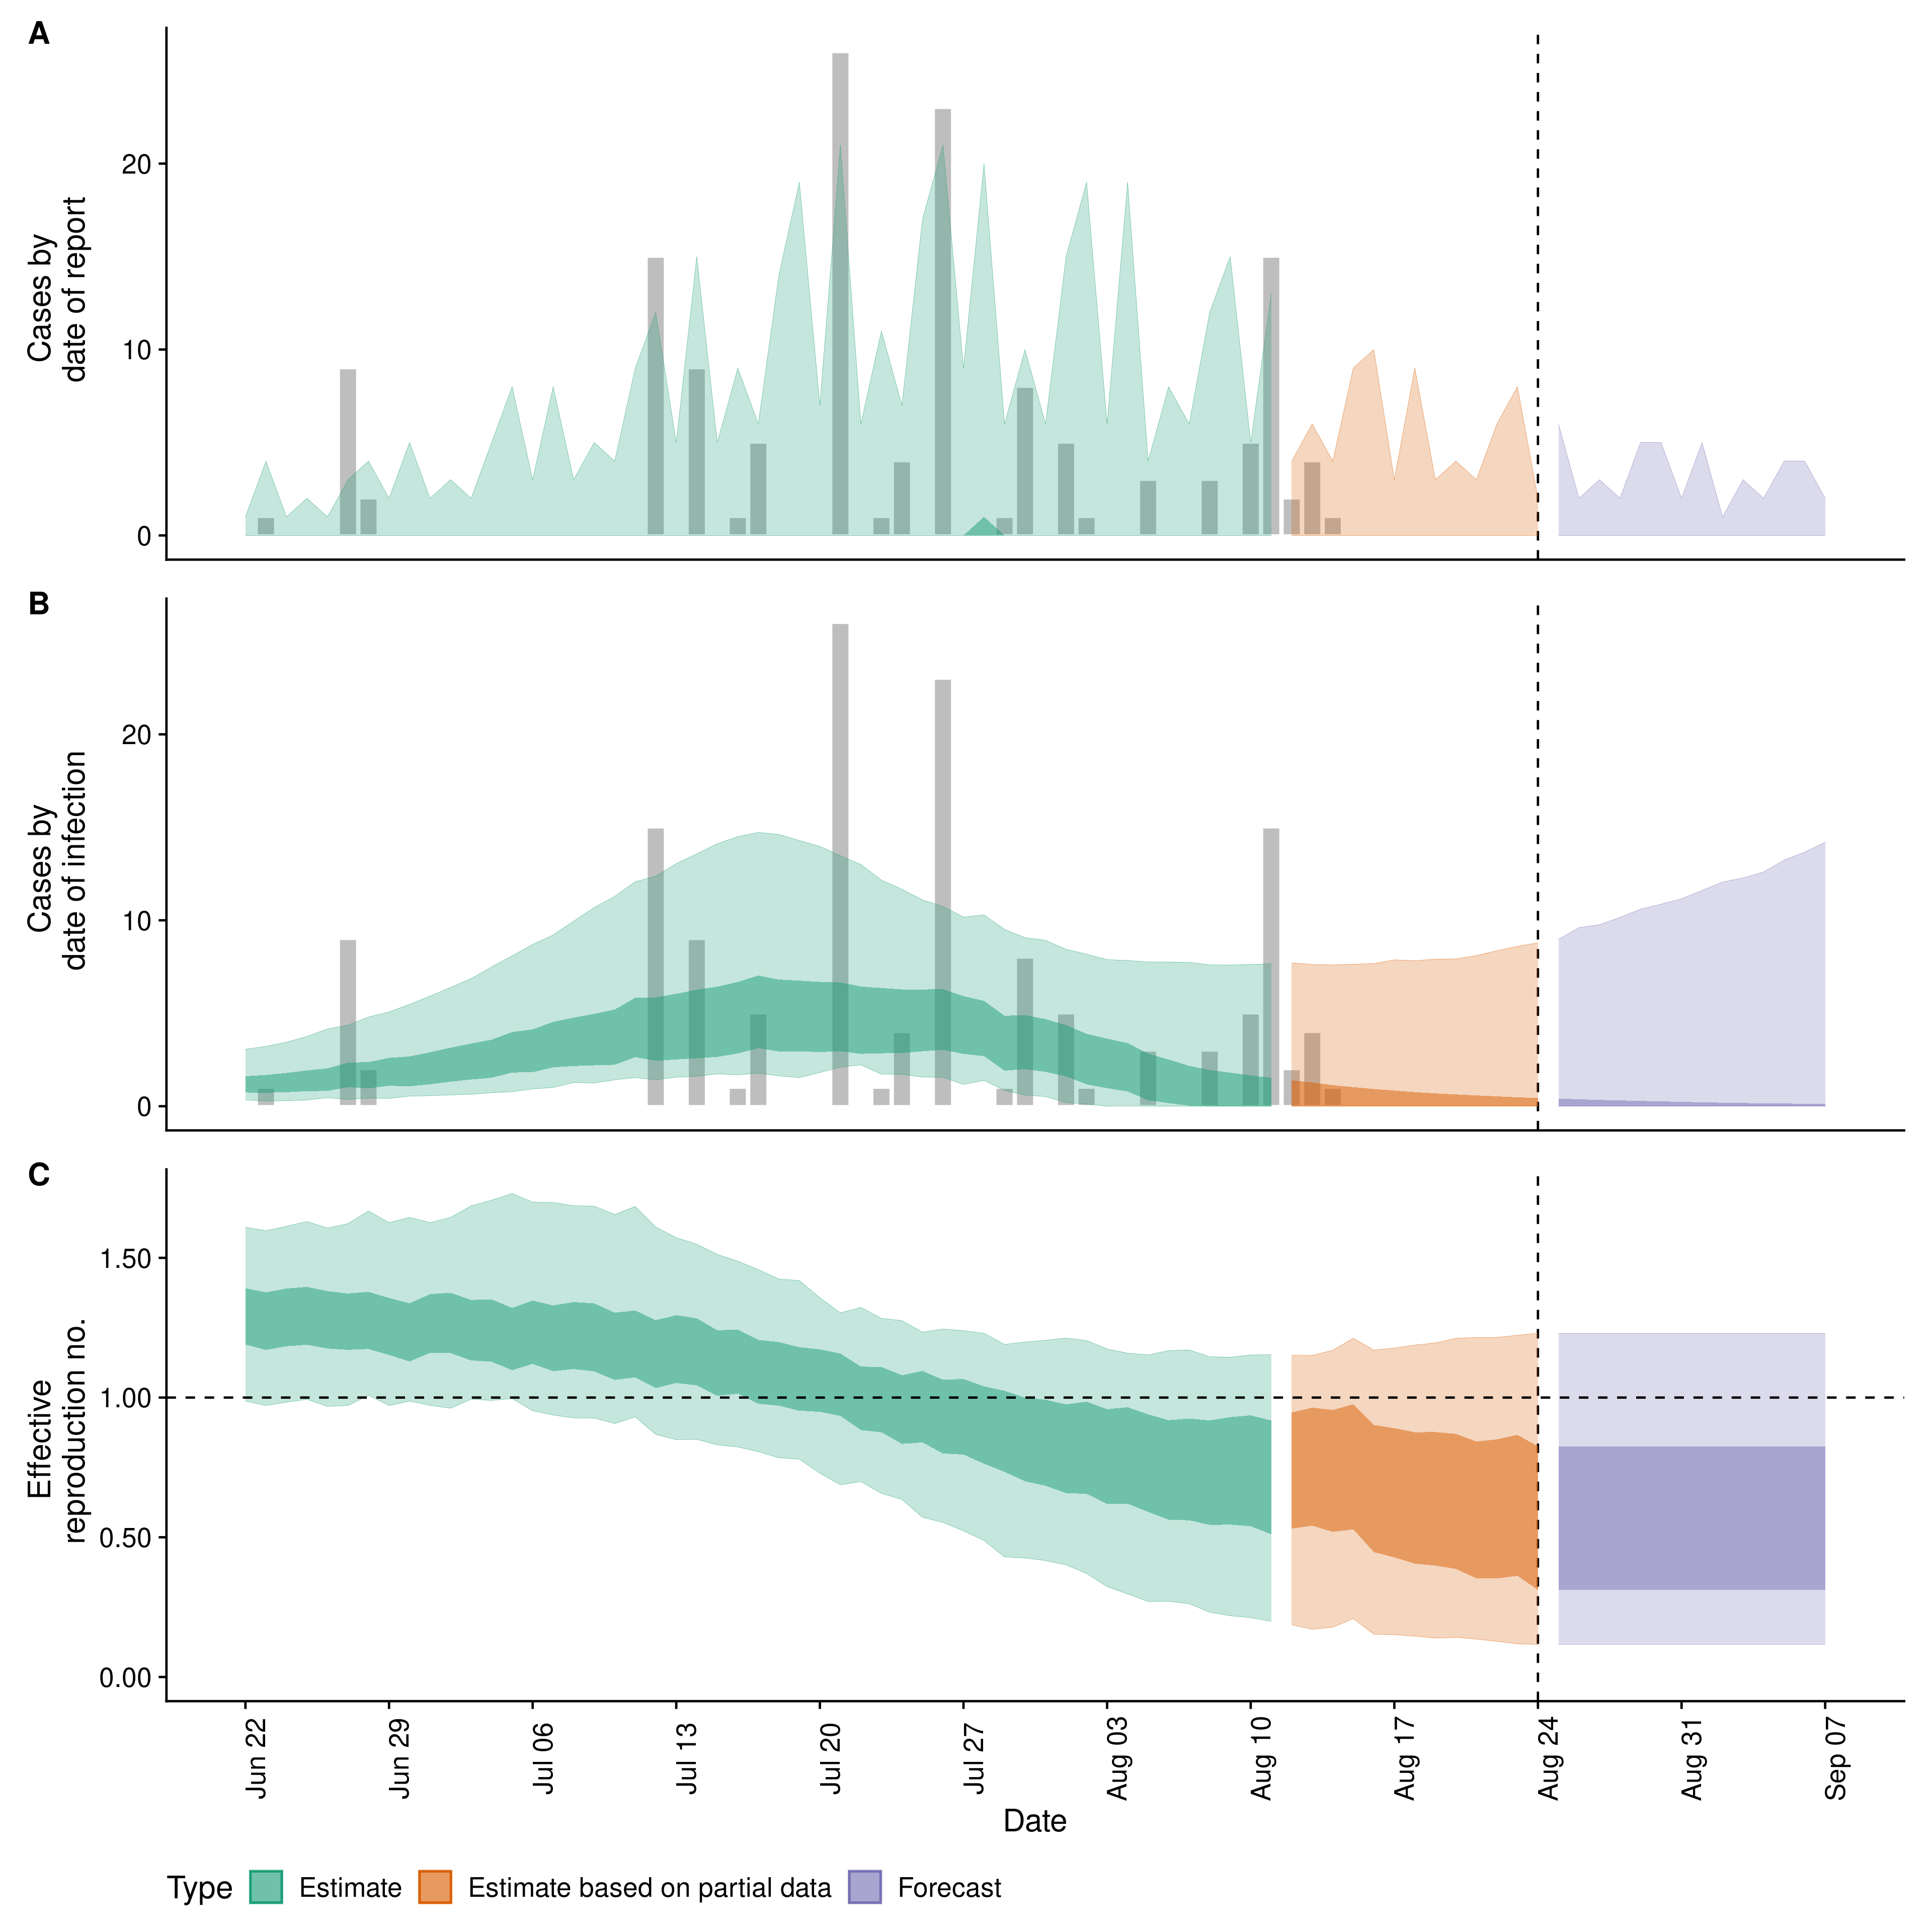 A
Cases by
date of report
20
10
0
B
Cases by
date of infection
20
10
0
C
Effective
reproduction no.
1.50
1.00
0.50
0.00
Jun 22
Jun 29
Jul 06
Jul 13
Jul 20
Jul 27
Aug 03
Aug 10
Aug 17
Aug 24
Aug 31
Sep 07
Date
Type Estimate Estimate based on partial data Forecast